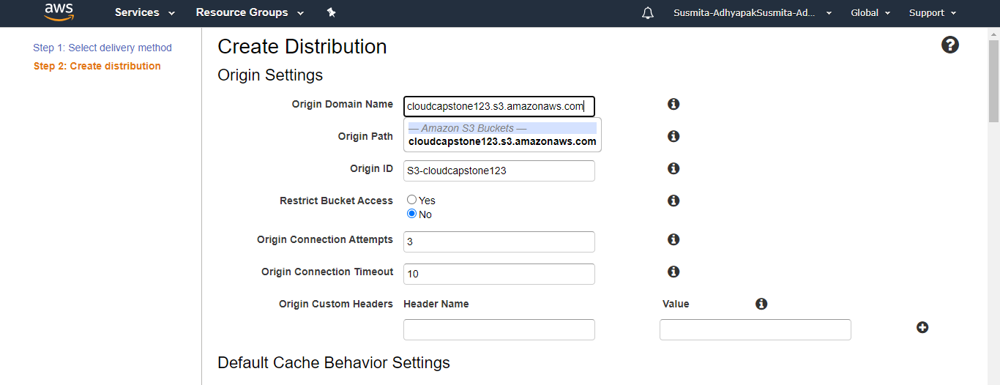 aws Services Resource Groups Susmita-AdhyapakSusmita-Ad... Global Support
Step 1: Select delivery method
Step 2: Create distribution
Create Distribution
Origin Settings
Origin Domain Name cloudcapstone123.s3.amazonaws.com
— Amazon S3 Buckets —
cloudcapstone123.s3.amazonaws.com
Origin Path
Origin ID S3-cloudcapstone123
Restrict Bucket Access Yes
No
Origin Connection Attempts 3
Origin Connection Timeout 10
Origin Custom Headers Header Name Value
Default Cache Behavior Settings